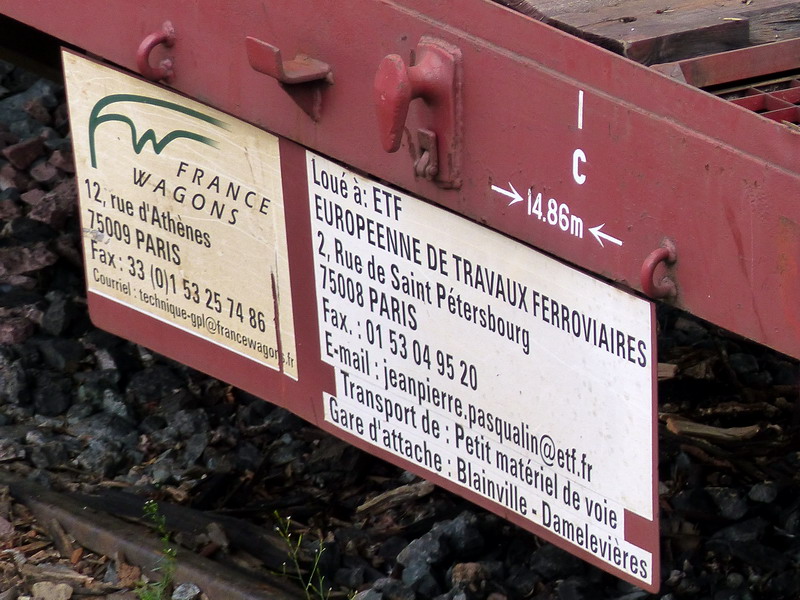 FW
FRANCE
WAGONS
12, rue d'Athènes
75009 PARIS
Fax : 33 (0)1 53 25 74 86
Courriel : technique-gpl@francewagons.fr
Loué à: ETF
EUROPEENNE DE TRAVAUX FERROVIAIRES
2, Rue de Saint Pétersbourg
75008 PARIS
Fax. : 01 53 04 95 20
E-mail : jeanpierre.pasqualin@etf.fr
Transport de : Petit matériel de voie
Gare d'attache : Blainville - Damelevières
I
C
14.86m